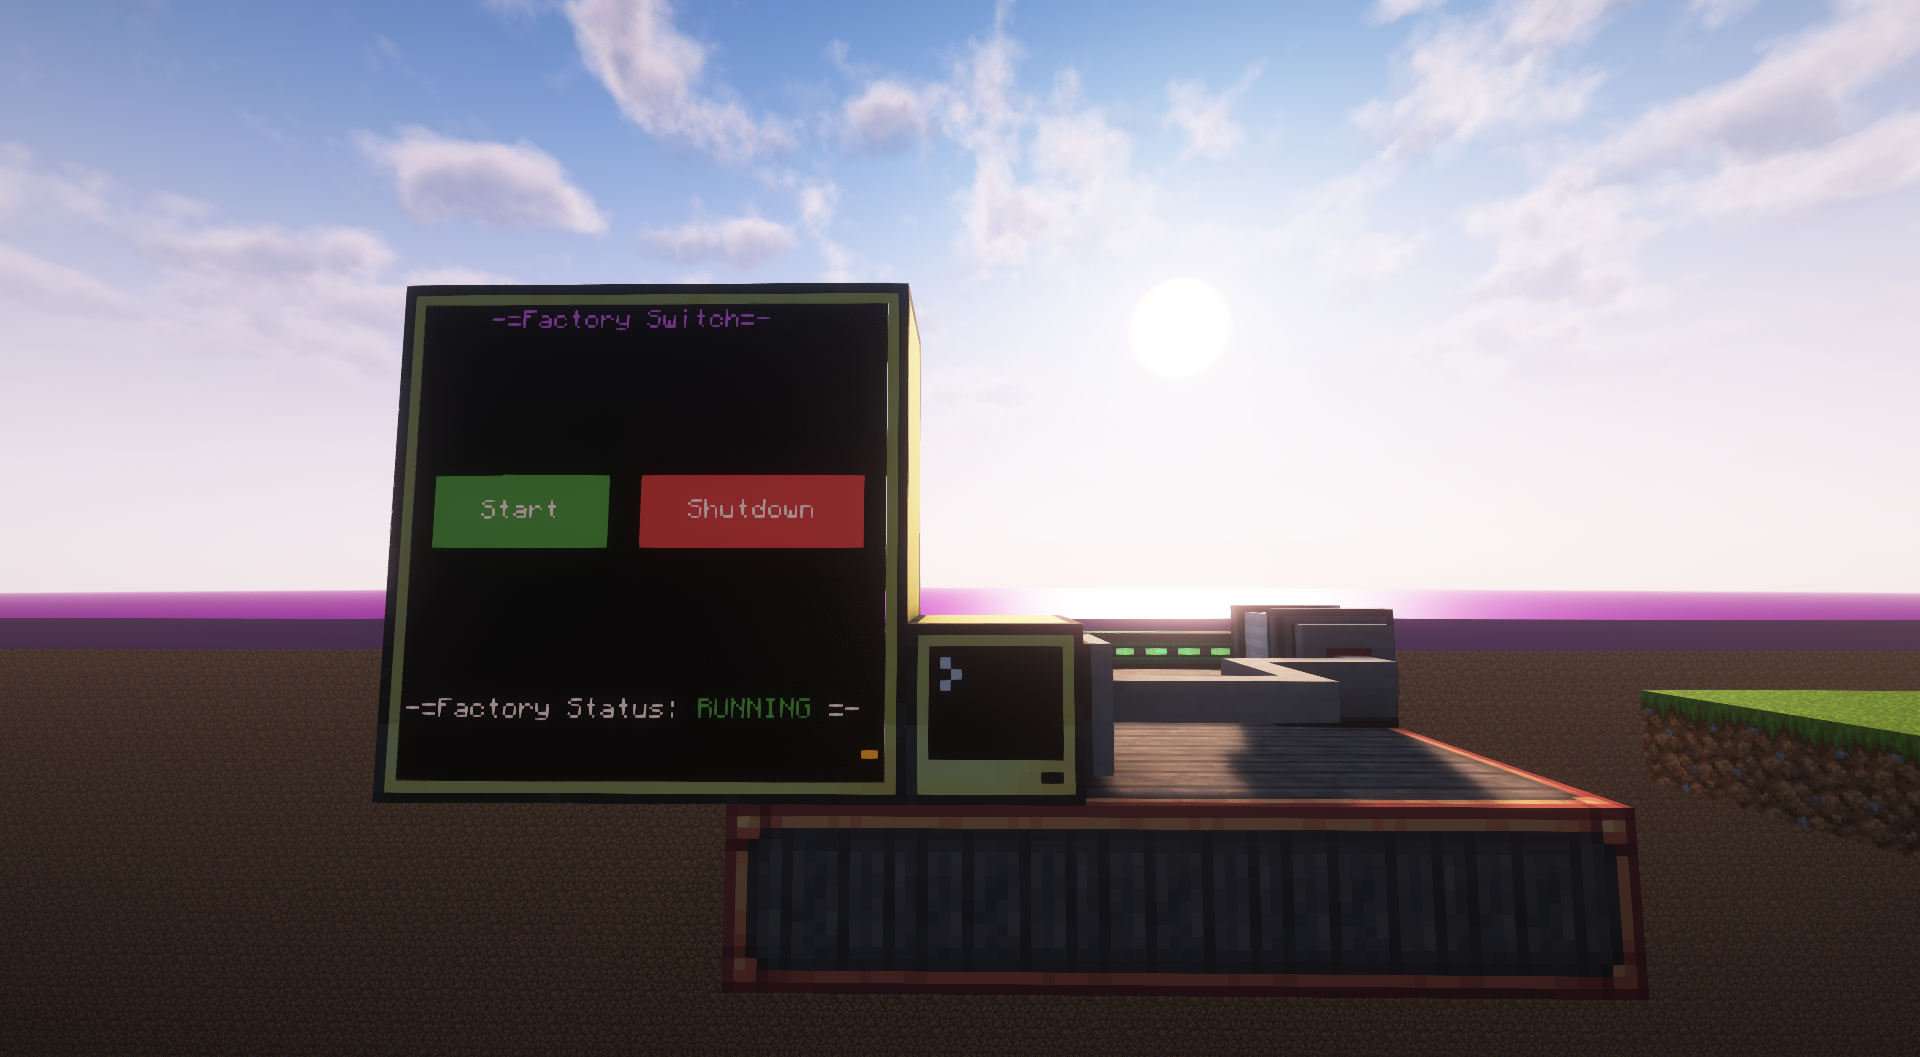 -=Factory Switch=-
Start
Shutdown
-=Factory Status: RUNNING =-
>